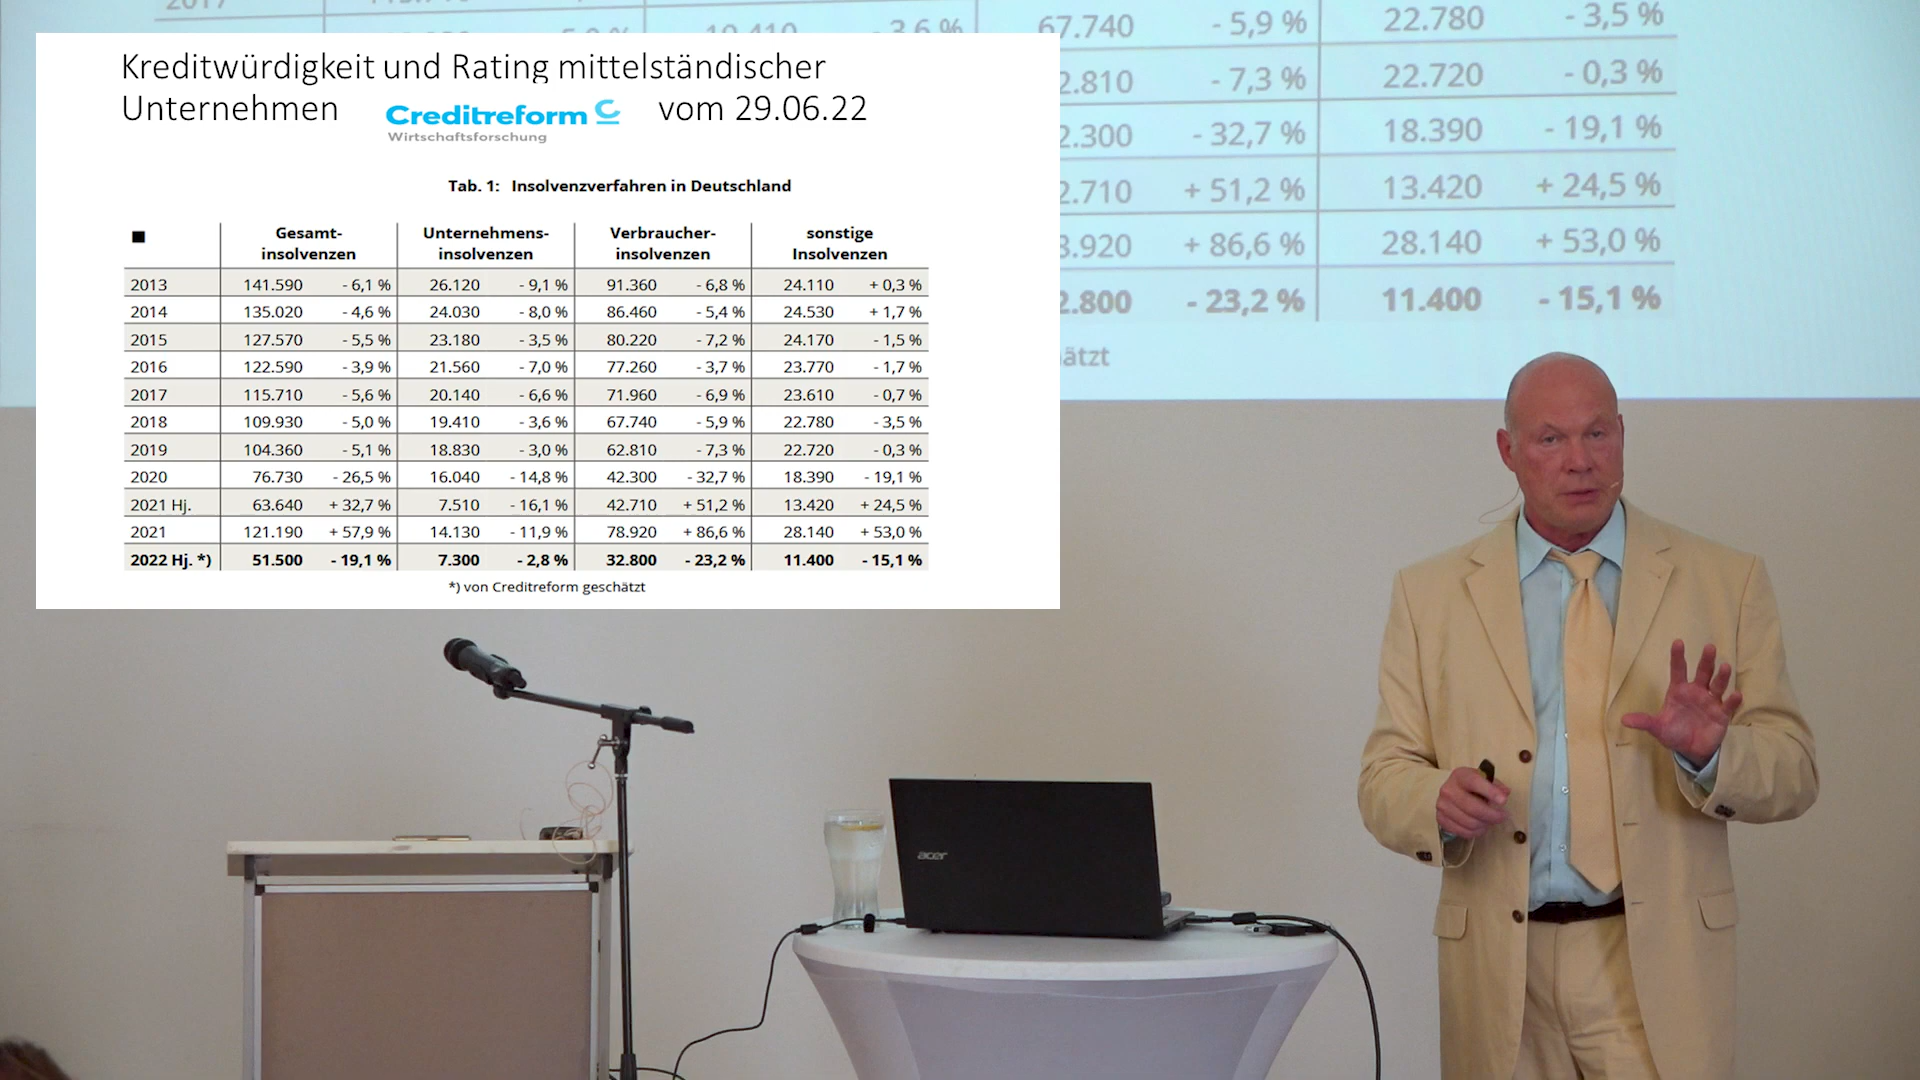 Kreditwürdigkeit und Rating mittelständischer
Unternehmen Creditreform C vom 29.06.22
Wirtschaftsforschung
Tab. 1: Insolvenzverfahren in Deutschland
Gesamt- Unternehmens- Verbraucher- sonstige
insolvenzen insolvenzen insolvenzen Insolvenzen
2013 141.590 - 6,1 % 26.120 - 9,1 % 91.360 - 6,8 % 24.110 + 0,3 %
2014 135.020 - 4,6 % 24.030 - 8,0 % 86.460 - 5,4 % 24.530 + 1,7 %
2015 127.570 - 5,5 % 23.180 - 3,5 % 80.220 - 7,2 % 24.170 - 1,5 %
2016 122.590 - 3,9 % 21.560 - 7,0 % 77.260 - 3,7 % 23.770 - 1,7 %
2017 115.710 - 5,6 % 20.140 - 6,6 % 71.960 - 6,9 % 23.610 - 0,7 %
2018 109.930 - 5,0 % 19.410 - 3,6 % 67.740 - 5,9 % 22.780 - 3,5 %
2019 104.360 - 5,1 % 18.830 - 3,0 % 62.810 - 7,3 % 22.720 - 0,3 %
2020 76.730 - 26,5 % 16.040 - 14,8 % 42.300 - 32,7 % 18.390 - 19,1 %
2021 Hj. 63.640 + 32,7 % 7.510 - 16,1 % 42.710 + 51,2 % 13.420 + 24,5 %
2021 121.190 + 57,9 % 14.130 - 11,9 % 78.920 + 86,6 % 28.140 + 53,0 %
2022 Hj. *) 51.500 - 19,1 % 7.300 - 2,8 % 32.800 - 23,2 % 11.400 - 15,1 %
*) von Creditreform geschätzt
67.740 - 5,9 % 22.780 - 3,5 %
2.810 - 7,3 % 22.720 - 0,3 %
2.300 - 32,7 % 18.390 - 19,1 %
2.710 + 51,2 % 13.420 + 24,5 %
8.920 + 86,6 % 28.140 + 53,0 %
2.800 - 23,2 % 11.400 - 15,1 %
ätzt
acer